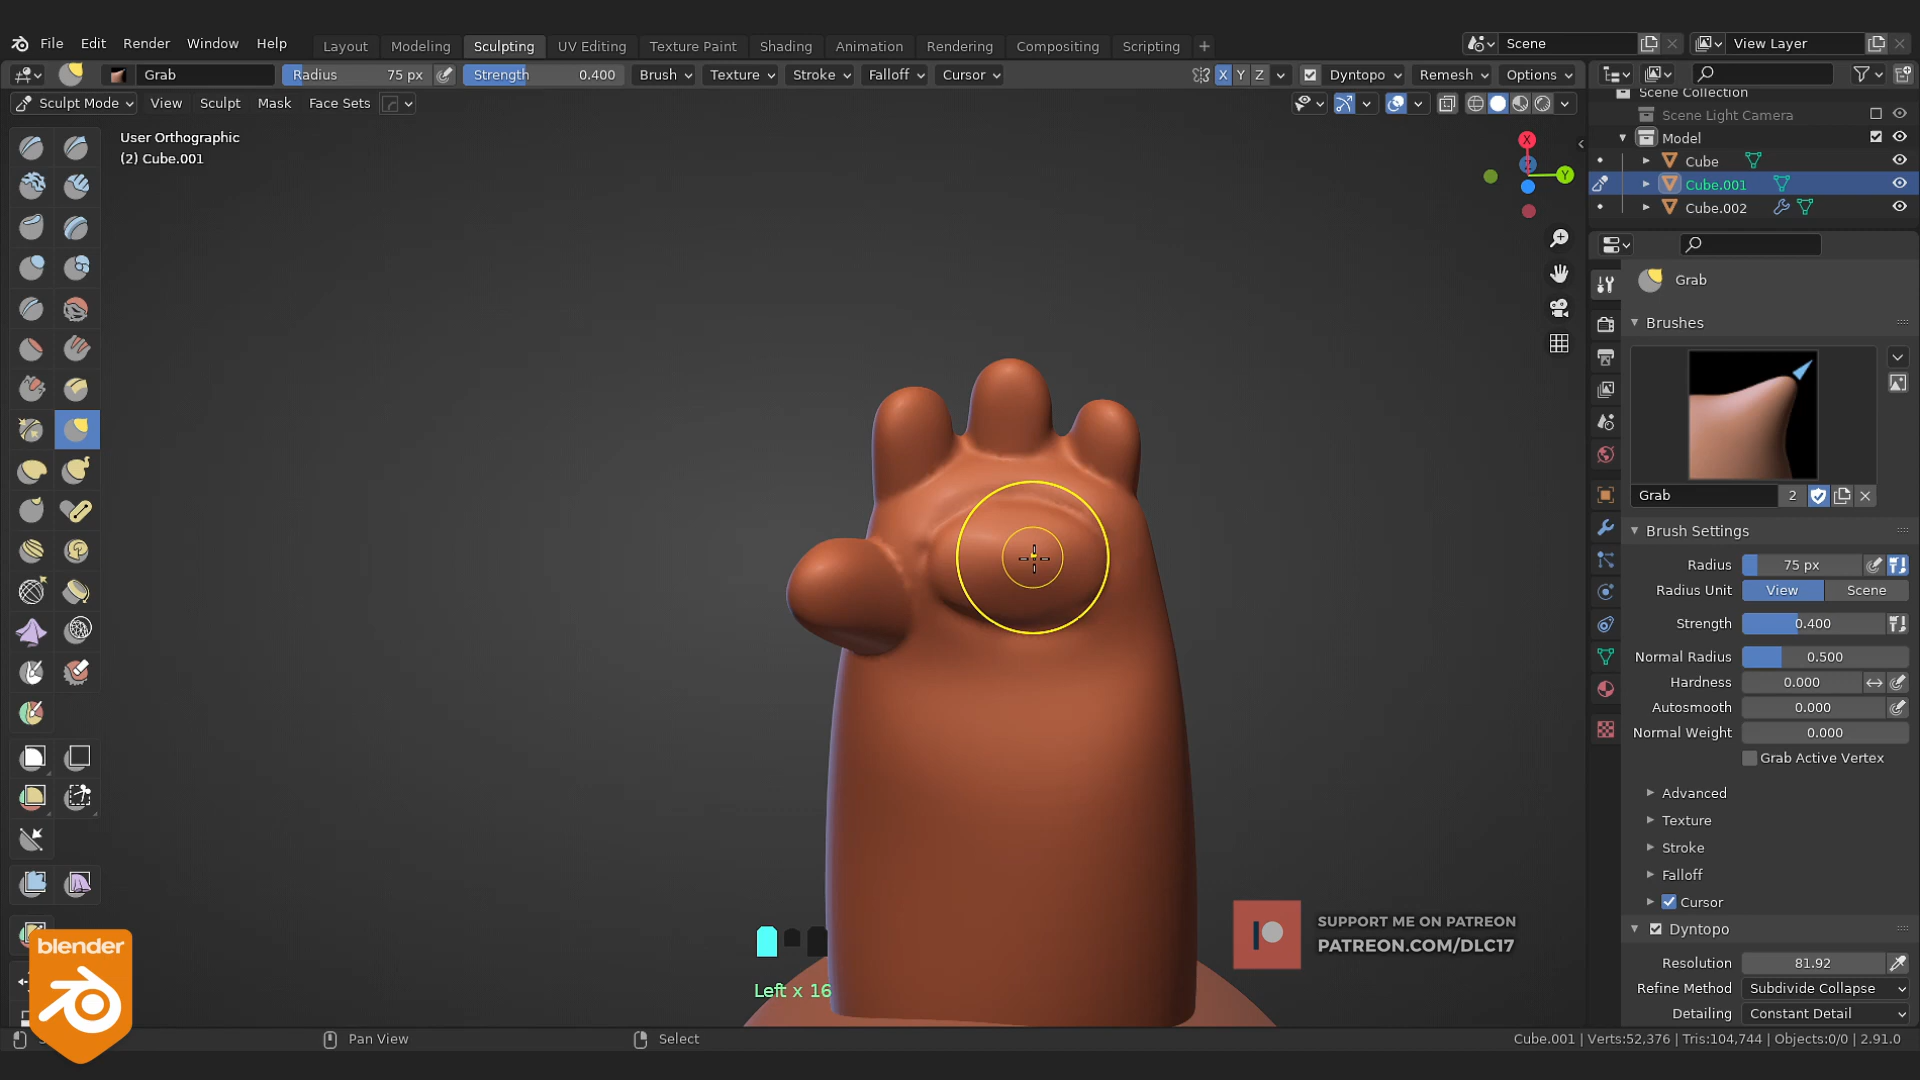 File Edit Render Window Help Layout Modeling Sculpting UV Editing Texture Paint Shading Animation Rendering Compositing Scripting + Scene View Layer
Grab Radius 75 px Strength 0.400 Brush Texture Stroke Falloff Cursor X Y Z Dyntopo Remesh Options
Sculpt Mode View Sculpt Mask Face Sets
User Orthographic
(2) Cube.001
X
Y
Scene Collection
Scene Light Camera
Model
Cube
Cube.001
Cube.002
Grab
Brushes
Grab 2
Brush Settings
Radius 75 px
Radius Unit View Scene
Strength 0.400
Normal Radius 0.500
Hardness 0.000
Autosmooth 0.000
Normal Weight 0.000
Grab Active Vertex
Advanced
Texture
Stroke
Falloff
Cursor
Dyntopo
Resolution 81.92
Refine Method Subdivide Collapse
Detailing Constant Detail
SUPPORT ME ON PATREON
PATREON.COM/DLC17
Left x 16
blender
Pan View Select Cube.001 | Verts:52,376 | Tris:104,744 | Objects:0/0 | 2.91.0